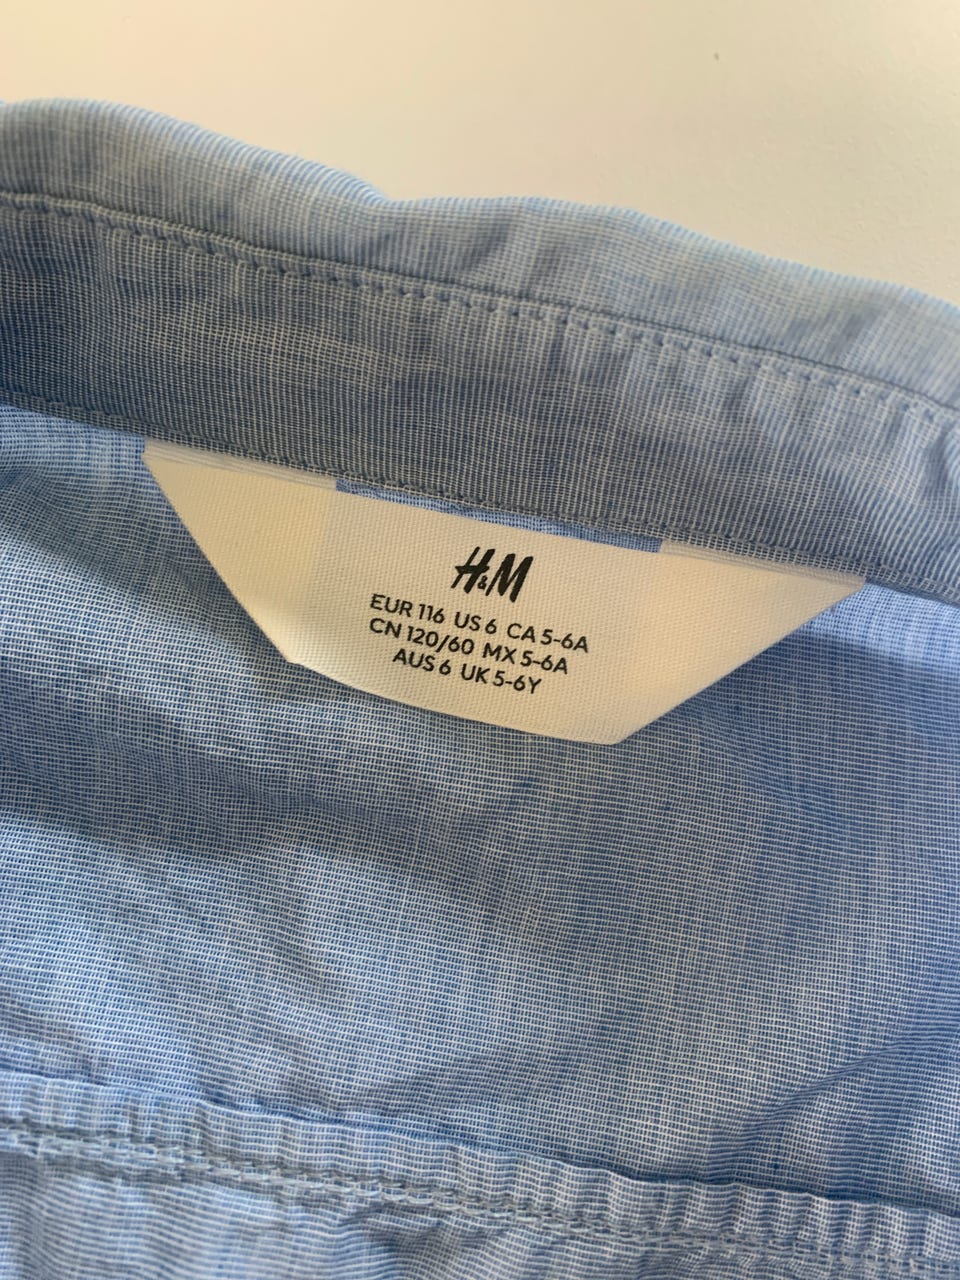 H&M
EUR 116 US 6 CA 5-6A
CN 120/60 MX 5-6A
AUS 6 UK 5-6Y